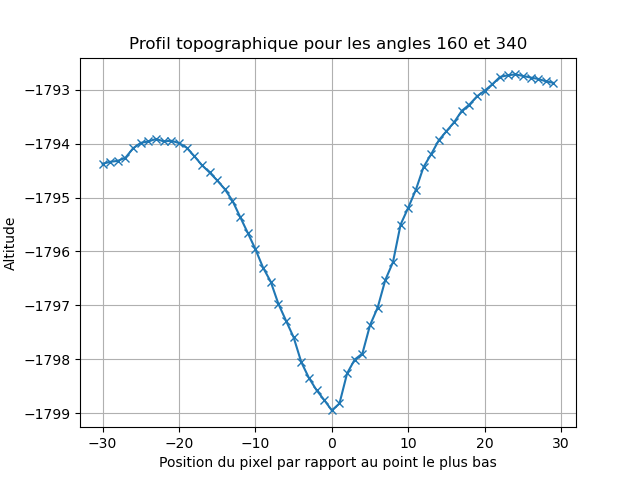 Profil topographique pour les angles 160 et 340
Altitude
−1793
−1794
−1795
−1796
−1797
−1798
−1799
−30 −20 −10 0 10 20 30
Position du pixel par rapport au point le plus bas